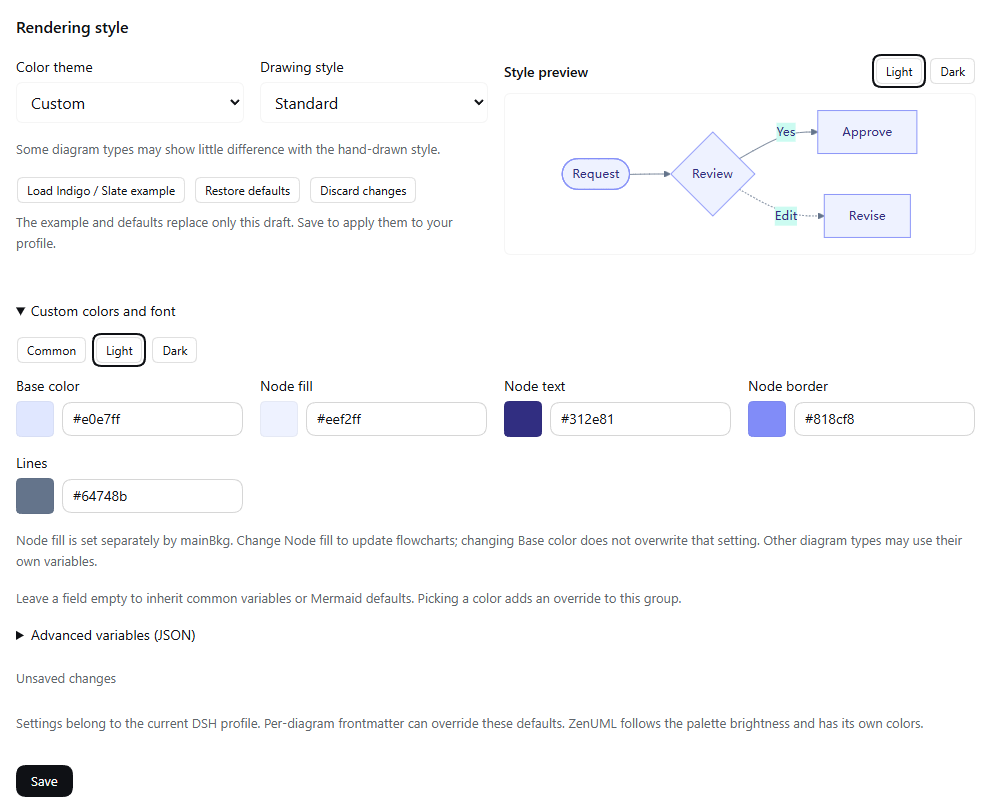 Rendering style
Color theme
Drawing style
Custom
Standard
Some diagram types may show little difference with the hand-drawn style.
Load Indigo / Slate example
Restore defaults
Discard changes
The example and defaults replace only this draft. Save to apply them to your
profile.
Style preview
Light
Dark
Request
Review
Yes
Approve
Edit
Revise
Custom colors and font
Common
Light
Dark
Base color
Node fill
Node text
Node border
#e0e7ff
#eef2ff
#312e81
#818cf8
Lines
#64748b
Node fill is set separately by mainBkg. Change Node fill to update flowcharts; changing Base color does not overwrite that setting. Other diagram types may use their
own variables.
Leave a field empty to inherit common variables or Mermaid defaults. Picking a color adds an override to this group.
Advanced variables (JSON)
Unsaved changes
Settings belong to the current DSH profile. Per-diagram frontmatter can override these defaults. ZenUML follows the palette brightness and has its own colors.
Save